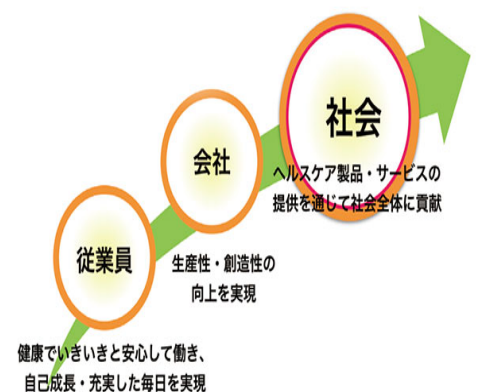 社会
ヘルスケア製品・サービスの
提供を通じて社会全体に貢献
会社
生産性・創造性の
向上を実現
従業員
健康でいきいきと安心して働き、
自己成長・充実した毎日を実現